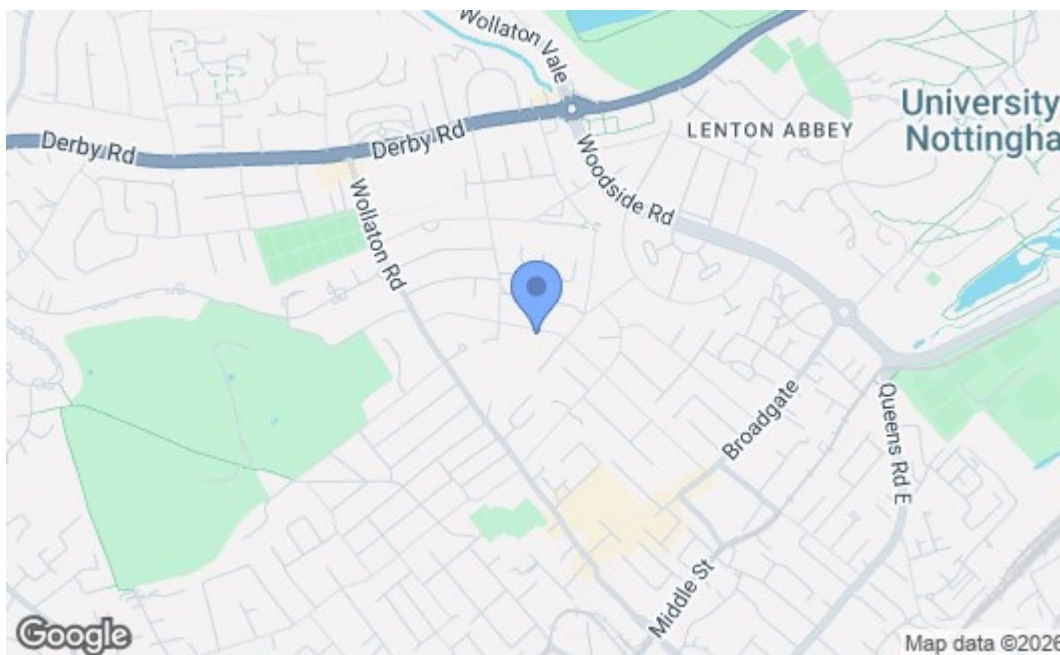 Wollaton Vale
Derby Rd
Derby Rd
LENTON ABBEY
University
Nottingha
Woodside Rd
Wollaton Rd
Broadgate
Queens Rd E
Middle St
Google
Map data ©2026